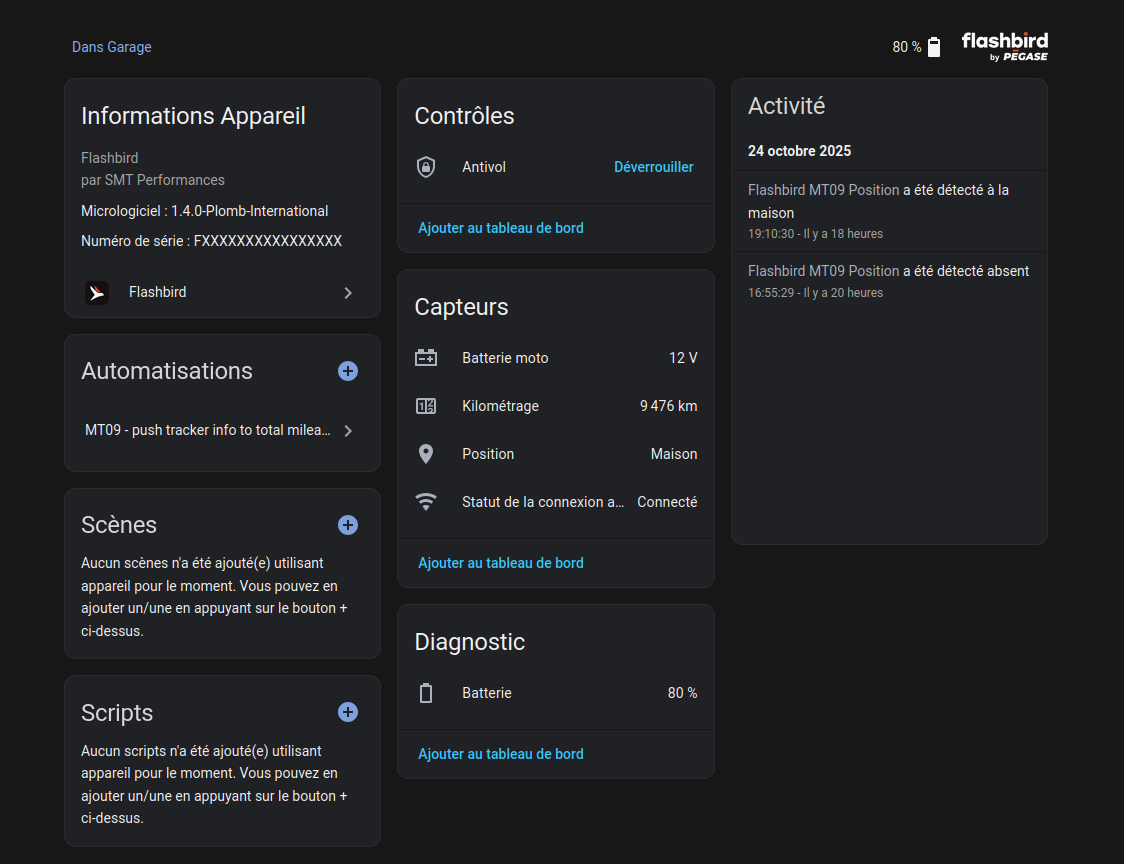 Dans Garage
80 %
flashbird
by PEGASE
Informations Appareil
Flashbird
par SMT Performances
Micrologiciel : 1.4.0-Plomb-International
Numéro de série : FXXXXXXXXXXXXXXXX
Flashbird
Automatisations
MT09 - push tracker info to total milea...
Scènes
Aucun scènes n'a été ajouté(e) utilisant
appareil pour le moment. Vous pouvez en
ajouter un/une en appuyant sur le bouton +
ci-dessus.
Scripts
Aucun scripts n'a été ajouté(e) utilisant
appareil pour le moment. Vous pouvez en
ajouter un/une en appuyant sur le bouton +
ci-dessus.
Contrôles
Antivol Déverrouiller
Ajouter au tableau de bord
Capteurs
Batterie moto 12 V
Kilométrage 9 476 km
Position Maison
Statut de la connexion a... Connecté
Ajouter au tableau de bord
Diagnostic
Batterie 80 %
Ajouter au tableau de bord
Activité
24 octobre 2025
Flashbird MT09 Position a été détecté à la
maison
19:10:30 - Il y a 18 heures
Flashbird MT09 Position a été détecté absent
16:55:29 - Il y a 20 heures